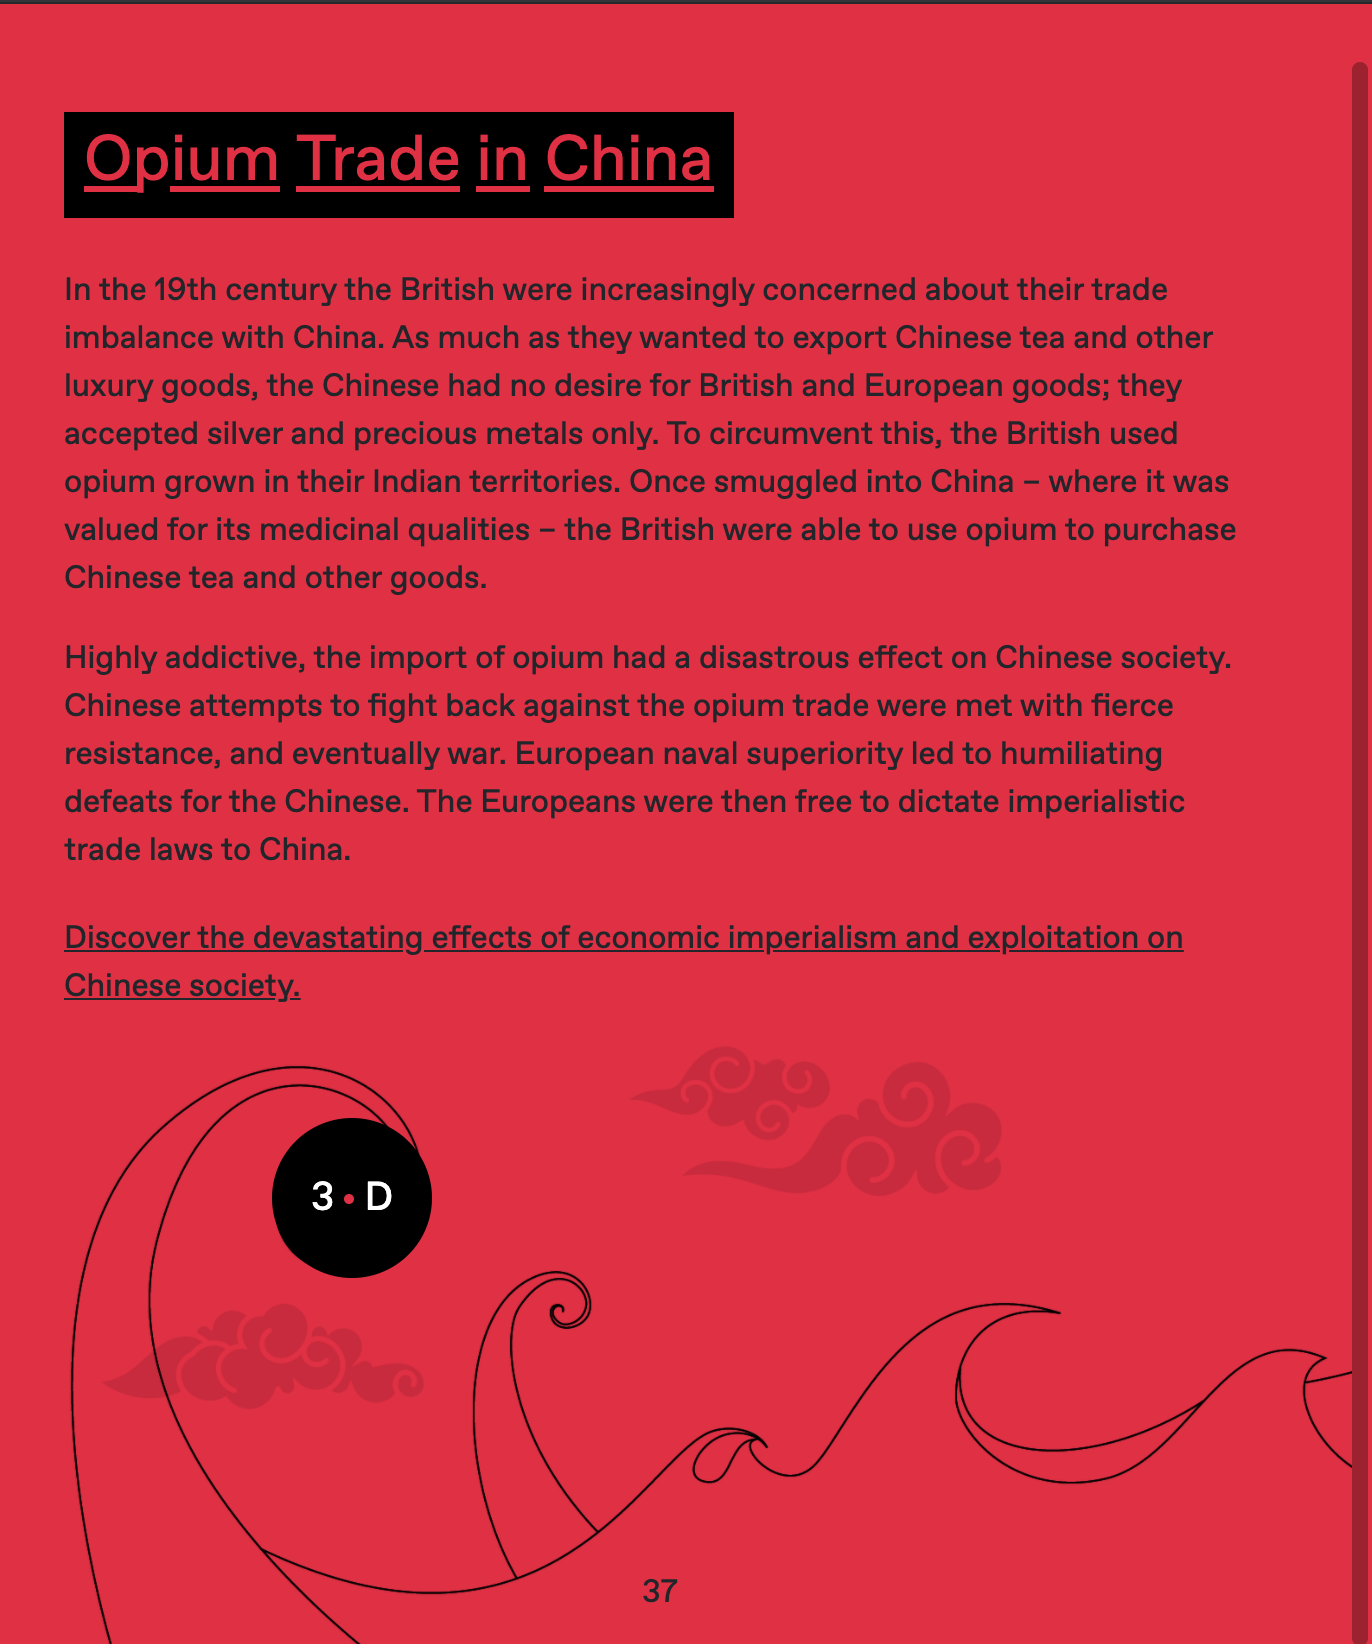 Opium Trade in China
In the 19th century the British were increasingly concerned about their trade
imbalance with China. As much as they wanted to export Chinese tea and other
luxury goods, the Chinese had no desire for British and European goods; they
accepted silver and precious metals only. To circumvent this, the British used
opium grown in their Indian territories. Once smuggled into China – where it was
valued for its medicinal qualities – the British were able to use opium to purchase
Chinese tea and other goods.
Highly addictive, the import of opium had a disastrous effect on Chinese society.
Chinese attempts to fight back against the opium trade were met with fierce
resistance, and eventually war. European naval superiority led to humiliating
defeats for the Chinese. The Europeans were then free to dictate imperialistic
trade laws to China.
Discover the devastating effects of economic imperialism and exploitation on
Chinese society.
3 • D
37